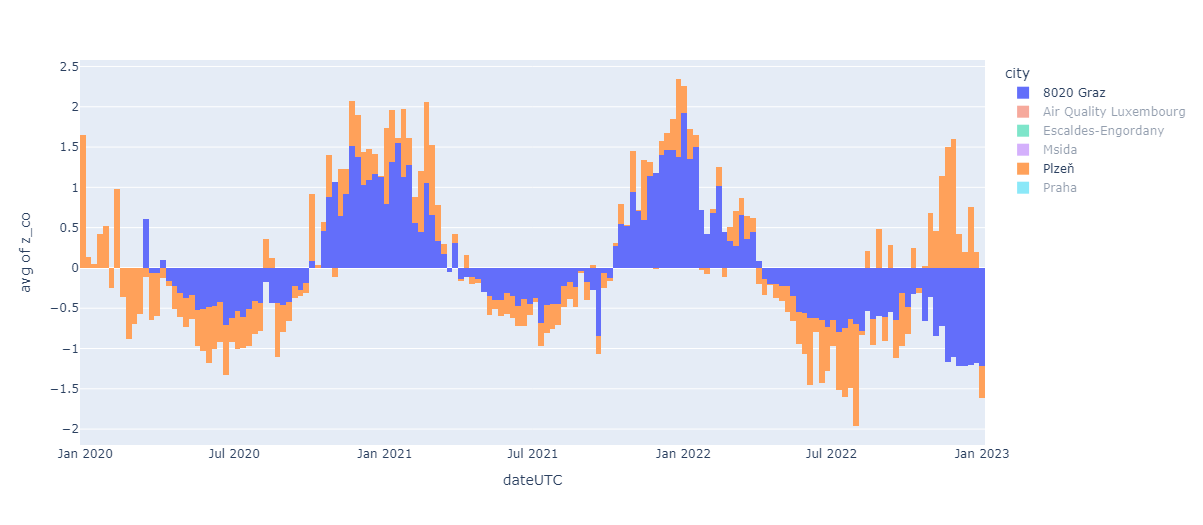 city
8020 Graz
Air Quality Luxembourg
Escaldes-Engordany
Msida
Plzeň
Praha
avg of z_co
2.5
2
1.5
1
0.5
0
−0.5
−1
−1.5
−2
Jan 2020
Jul 2020
Jan 2021
Jul 2021
Jan 2022
Jul 2022
Jan 2023
dateUTC